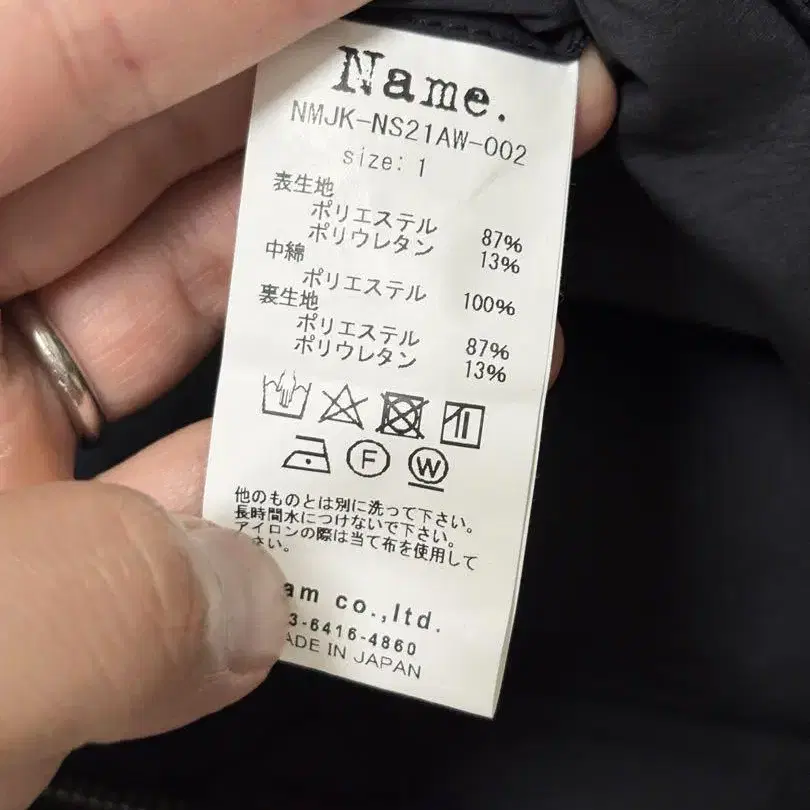 Name.
NMJK-NS21AW-002
size: 1
表生地
ポリエステル 87%
ポリウレタン 13%
中綿
ポリエステル 100%
裏生地
ポリエステル 87%
ポリウレタン 13%
F W
他のものとは別に洗って下さい。
長時間水につけないで下さい。
アイロンの際は当て布を使用して
さい。
am co.,ltd.
3-6416-4860
ADE IN JAPAN